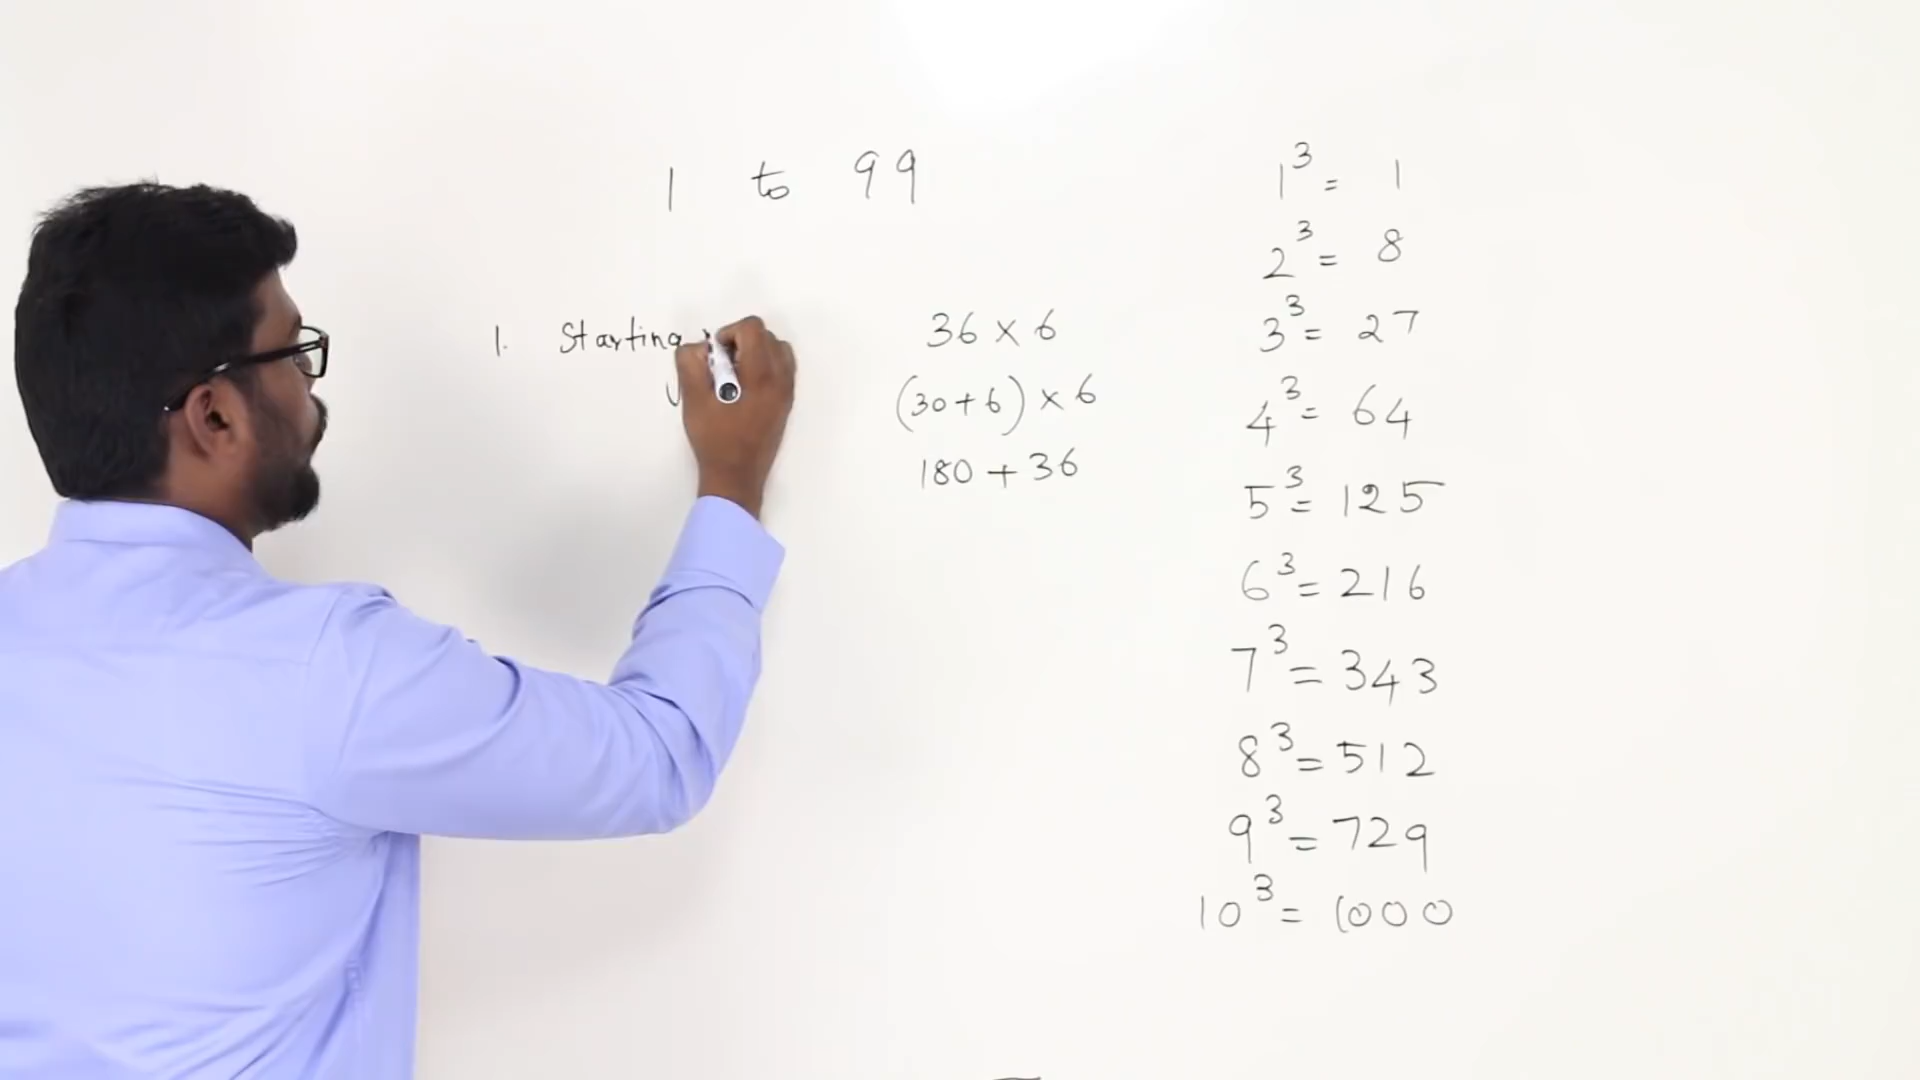 1 to 99
1. Starting
36 × 6
(30+6) × 6
180 + 36
1³ = 1
2³ = 8
3³ = 27
4³ = 64
5³ = 125
6³ = 216
7³ = 343
8³ = 512
9³ = 729
10³ = 1000